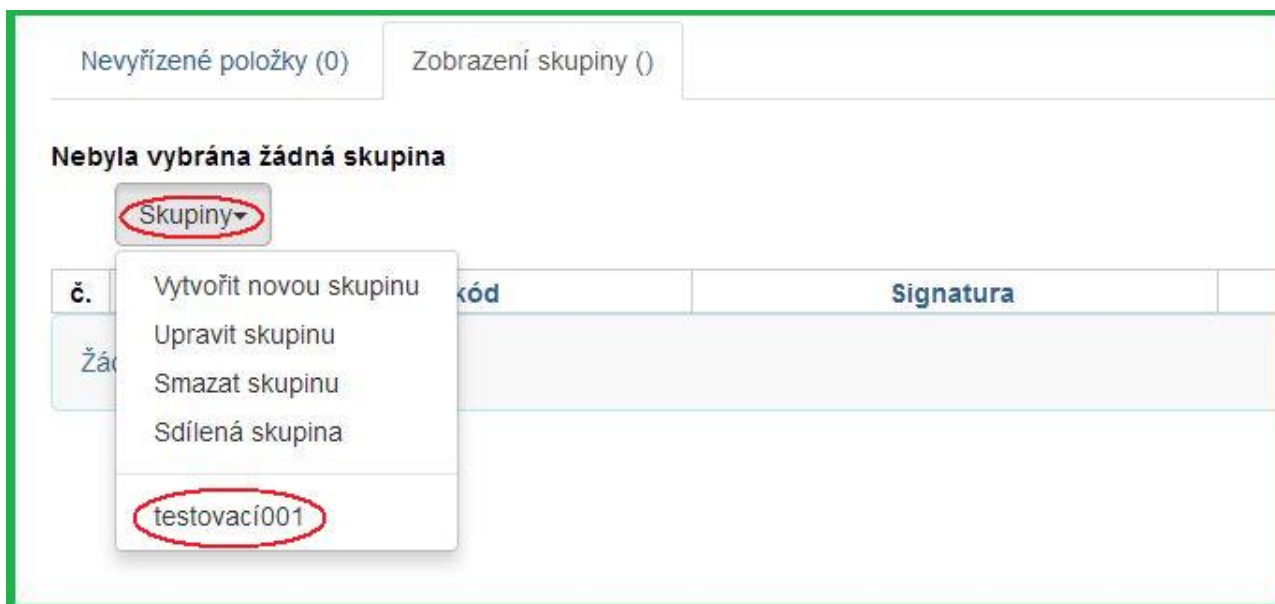 Nevyřízené položky (0) Zobrazení skupiny ()
Nebyla vybrána žádná skupina
Skupiny
č. kód Signatura
Vytvořit novou skupinu
Upravit skupinu
Smazat skupinu
Sdílená skupina
testovací001